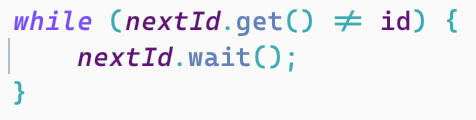 while (nextId.get() != id) {
    nextId.wait();
}